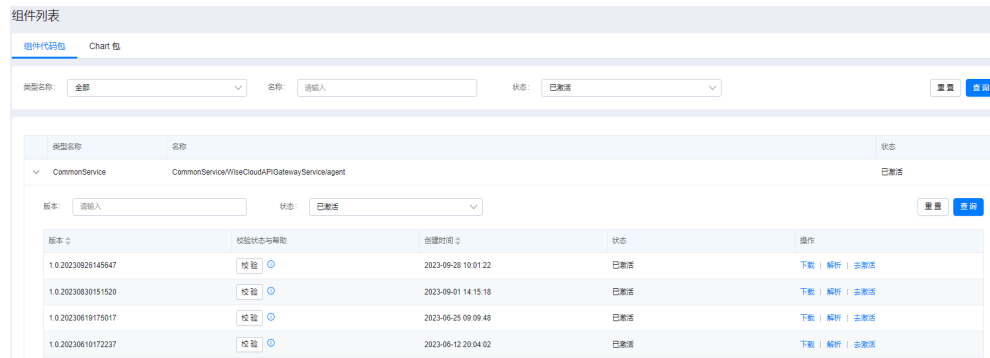 组件列表
组件代码包 Chart 包
类型名称: 全部 名称: 请输入 状态: 已激活 重置 查询
类型名称 名称 状态
CommonService CommonService/WiseCloudAPIGatewayService/agent 已激活
版本: 请输入 状态: 已激活 重置 查询
版本 校验状态与帮助 创建时间 状态 操作
1.0.20230926145647 校验 2023-09-28 10:01:22 已激活 下载 | 解析 | 去激活
1.0.20230830151520 校验 2023-09-01 14:15:18 已激活 下载 | 解析 | 去激活
1.0.20230619175017 校验 2023-06-25 09:09:48 已激活 下载 | 解析 | 去激活
1.0.20230610172237 校验 2023-06-12 20:04:02 已激活 下载 | 解析 | 去激活